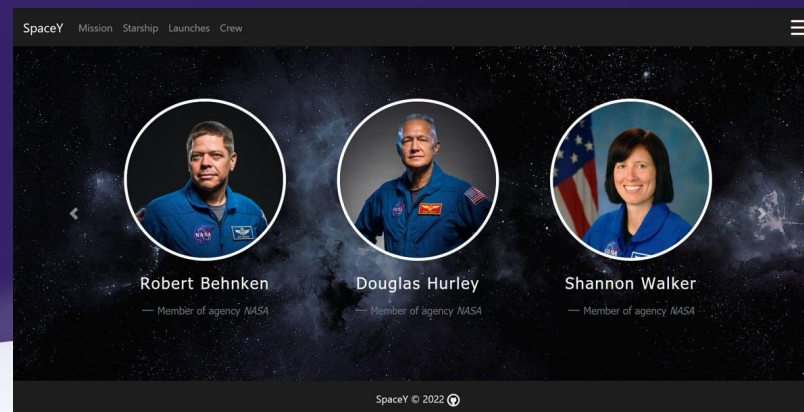 SpaceY Mission Starship Launches Crew
NASA
Robert Behnken Douglas Hurley Shannon Walker
— Member of agency NASA — Member of agency NASA — Member of agency NASA
SpaceY © 2022